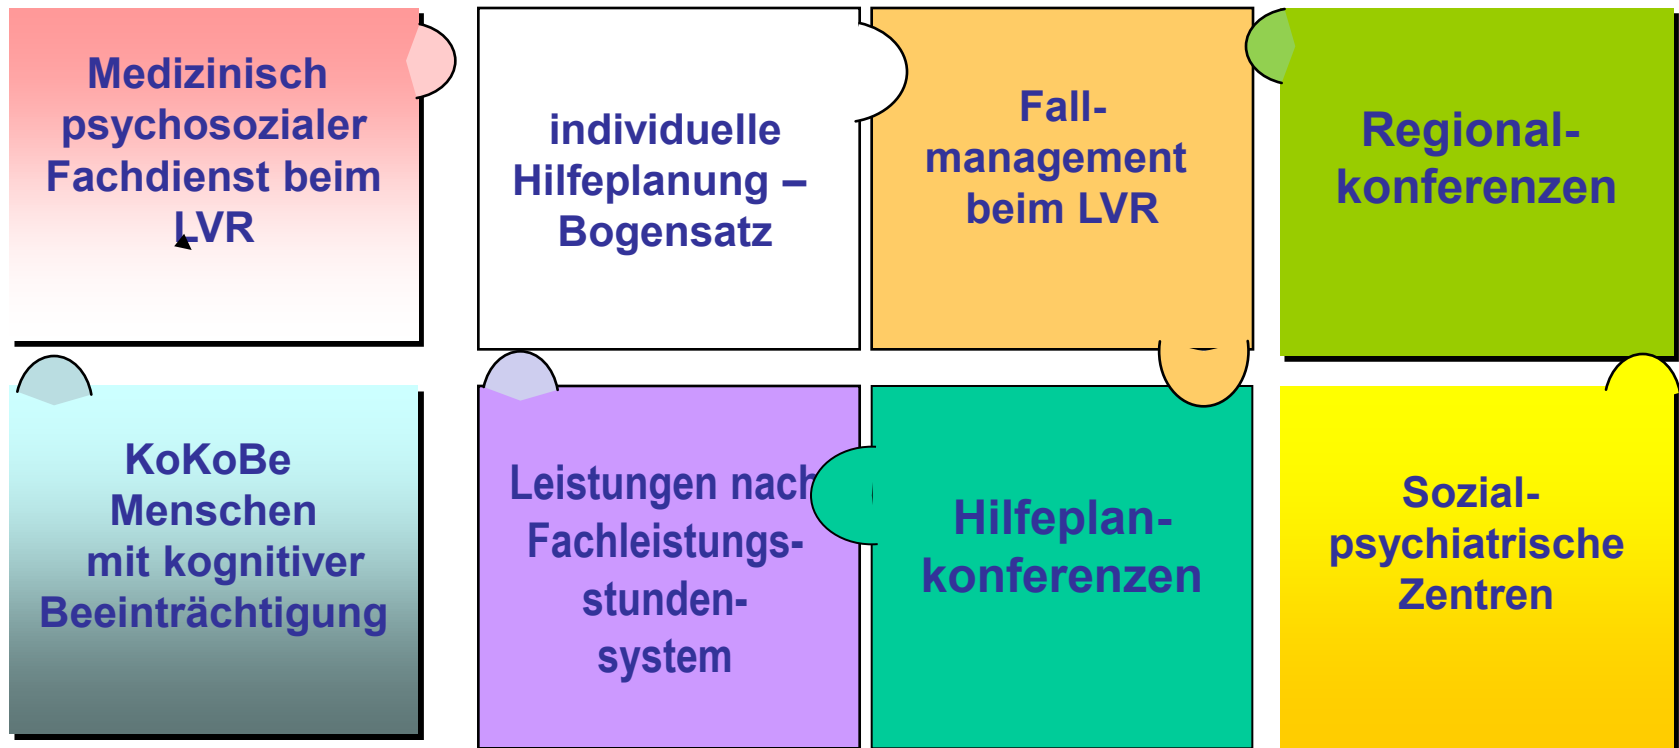 Medizinisch
psychosozialer
Fachdienst beim
LVR
individuelle
Hilfeplanung –
Bogensatz
Fall-
management
beim LVR
Regional-
konferenzen
KoKoBe
Menschen
mit kognitiver
Beeinträchtigung
Leistungen nach
Fachleistungs-
stunden-
system
Hilfeplan-
konferenzen
Sozial-
psychiatrische
Zentren